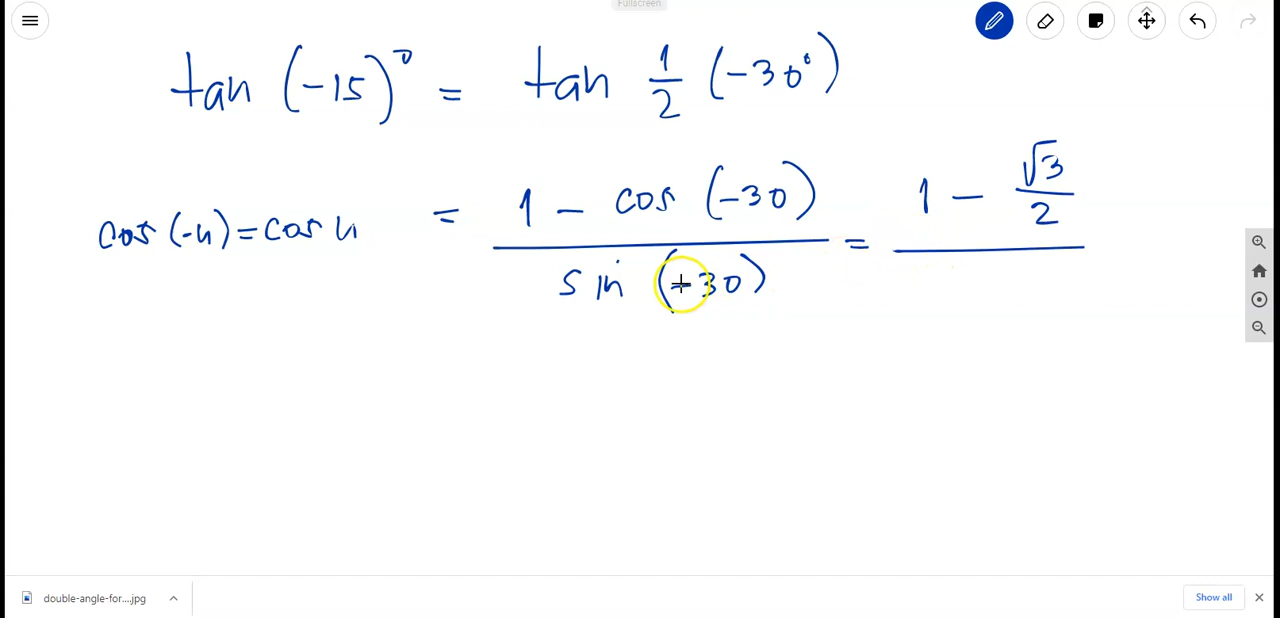 Fullscreen
tan (-15)° = tan 1/2 (-30°)
cos (-u) = cos u = (1 - cos (-30)) / (sin (-30)) = (1 - √3/2) /
double-angle-for....jpg
Show all